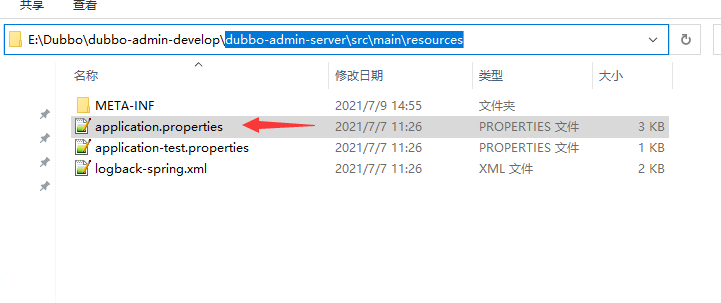 共享 查看
E:\Dubbo\dubbo-admin-develop\dubbo-admin-server\src\main\resources
名称 修改日期 类型 大小
META-INF 2021/7/9 14:55 文件夹
application.properties 2021/7/7 11:26 PROPERTIES 文件 3 KB
application-test.properties 2021/7/7 11:26 PROPERTIES 文件 1 KB
logback-spring.xml 2021/7/7 11:26 XML 文件 2 KB